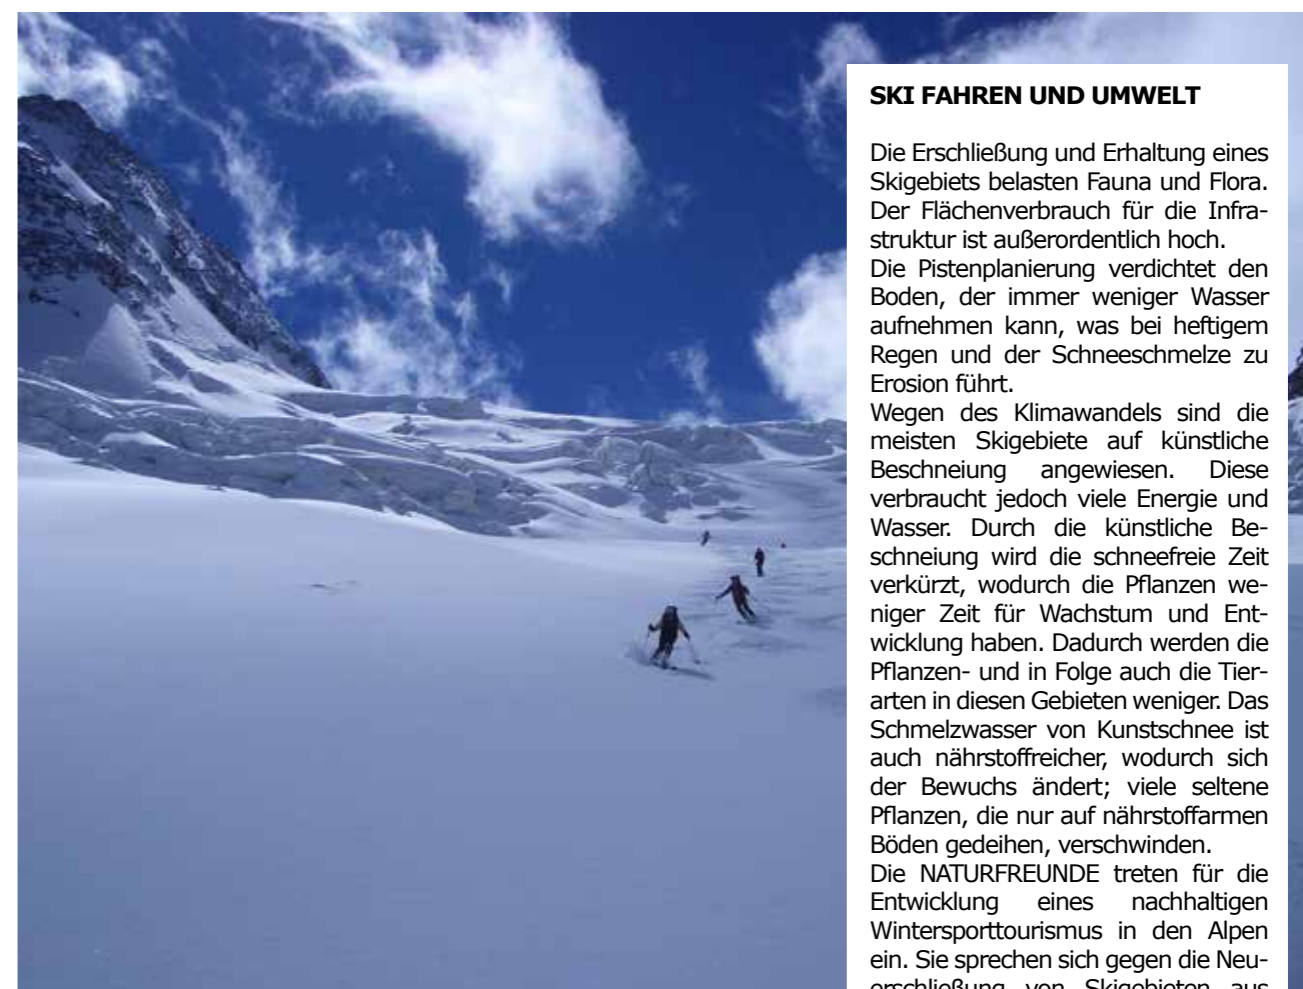 SKI FAHREN UND UMWELT
Die Erschließung und Erhaltung eines
Skigebiets belasten Fauna und Flora.
Der Flächenverbrauch für die Infra-
struktur ist außerordentlich hoch.
Die Pistenplanierung verdichtet den
Boden, der immer weniger Wasser
aufnehmen kann, was bei heftigem
Regen und der Schneeschmelze zu
Erosion führt.
Wegen des Klimawandels sind die
meisten Skigebiete auf künstliche
Beschneiung angewiesen. Diese
verbraucht jedoch viele Energie und
Wasser. Durch die künstliche Be-
schneiung wird die schneefreie Zeit
verkürzt, wodurch die Pflanzen we-
niger Zeit für Wachstum und Ent-
wicklung haben. Dadurch werden die
Pflanzen- und in Folge auch die Tier-
arten in diesen Gebieten weniger. Das
Schmelzwasser von Kunstschnee ist
auch nährstoffreicher, wodurch sich
der Bewuchs ändert; viele seltene
Pflanzen, die nur auf nährstoffarmen
Böden gedeihen, verschwinden.
Die NATURFREUNDE treten für die
Entwicklung eines nachhaltigen
Wintersporttourismus in den Alpen
ein. Sie sprechen sich gegen die Neu-
erschließung von Skigebieten aus